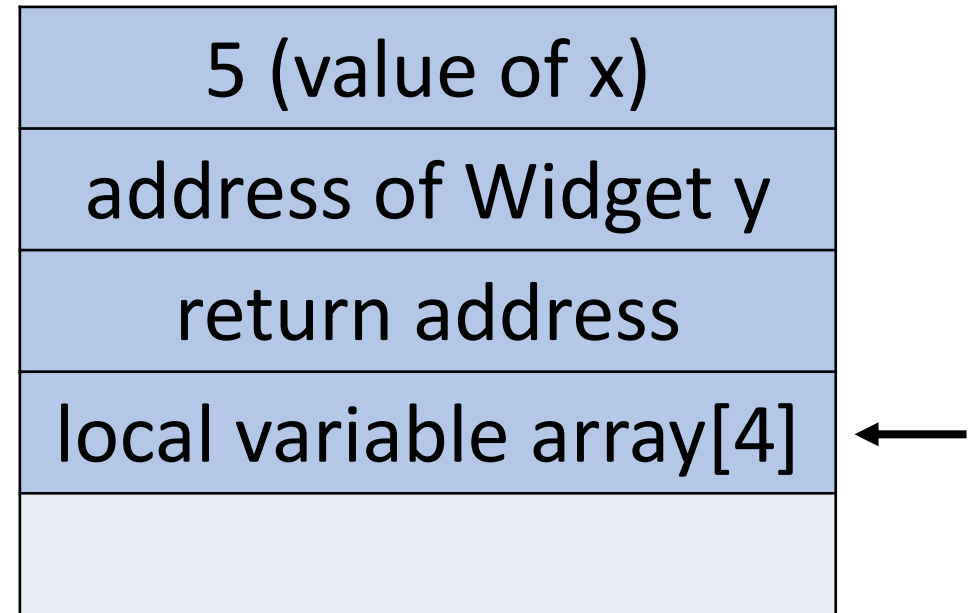 5 (value of x)
address of Widget y
return address
local variable array[4]